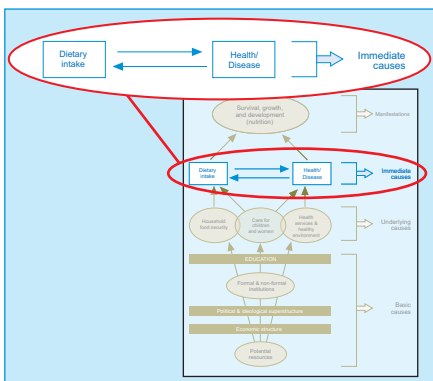 Dietary
intake
Health/
Disease
Immediate
causes
Survival, growth,
and development
(nutrition)
Manifestations
Dietary
intake
Health/
Disease
Immediate
causes
Household
food security
Care for
children
and women
Health
services &
healthy
environment
Underlying
causes
EDUCATION
Formal & non-formal
institutions
Political & ideological superstructure
Economic structure
Basic
causes
Potential
resources